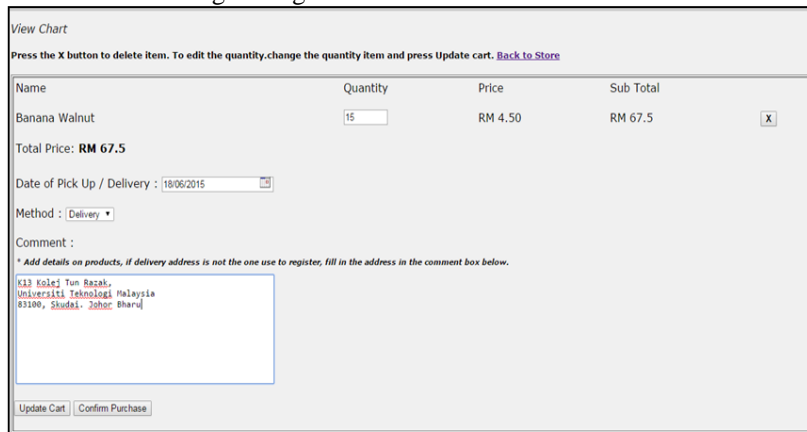 View Chart
Press the X button to delete item. To edit the quantity.change the quantity item and press Update cart. Back to Store
Name Quantity Price Sub Total
Banana Walnut 15 RM 4.50 RM 67.5 X
Total Price: RM 67.5
Date of Pick Up / Delivery : 18/06/2015
Method : Delivery
Comment :
* Add details on products, if delivery address is not the one use to register, fill in the address in the comment box below.
K13 Kolej Tun Razak,
Universiti Teknologi Malaysia
83100, Skudai. Johor Bharu
Update Cart Confirm Purchase